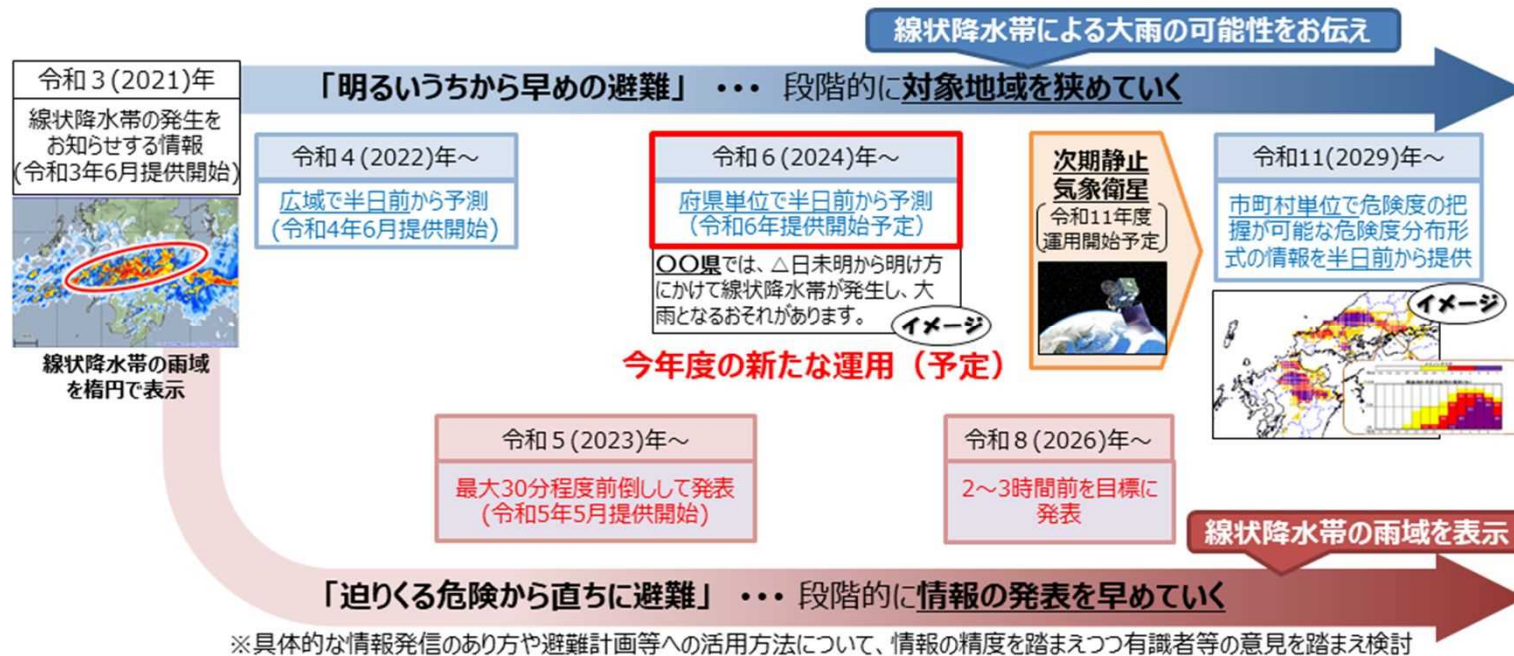 線状降水帯による大雨の可能性をお伝え
「明るいうちから早めの避難」 ・・・ 段階的に対象地域を狭めていく
令和3(2021)年
線状降水帯の発生を
お知らせする情報
(令和3年6月提供開始)
線状降水帯の雨域
を楕円で表示
令和4(2022)年～
広域で半日前から予測
(令和4年6月提供開始)
令和6(2024)年～
府県単位で半日前から予測
(令和6年提供開始予定)
〇〇県では、△日未明から明け方
にかけて線状降水帯が発生し、大
雨となるおそれがあります。
イメージ
今年度の新たな運用（予定）
次期静止
気象衛星
令和11年度
運用開始予定
令和11(2029)年～
市町村単位で危険度の把
握が可能な危険度分布形
式の情報を半日前から提供
イメージ
令和5(2023)年～
最大30分程度前倒しして発表
(令和5年5月提供開始)
令和8(2026)年～
2～3時間前を目標に
発表
線状降水帯の雨域を表示
「迫りくる危険から直ちに避難」 ・・・ 段階的に情報の発表を早めていく
※具体的な情報発信のあり方や避難計画等への活用方法について、情報の精度を踏まえつつ有識者等の意見を踏まえ検討